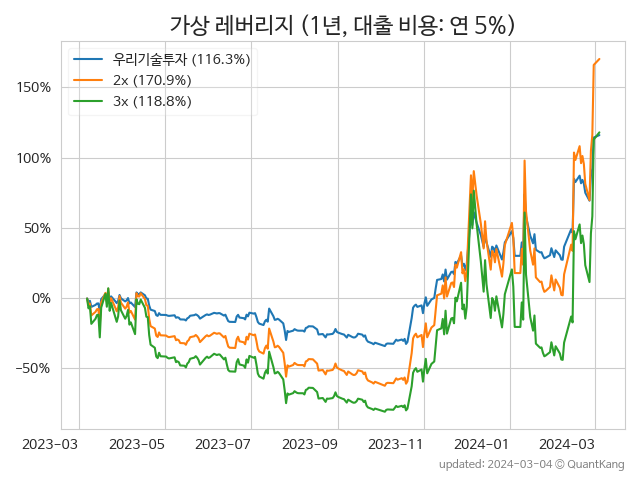 가상 레버리지 (1년, 대출 비용: 연 5%)
우리기술투자 (116.3%)
2x (170.9%)
3x (118.8%)
150%
100%
50%
0%
−50%
2023-03 2023-05 2023-07 2023-09 2023-11 2024-01 2024-03
updated: 2024-03-04 © QuantKang